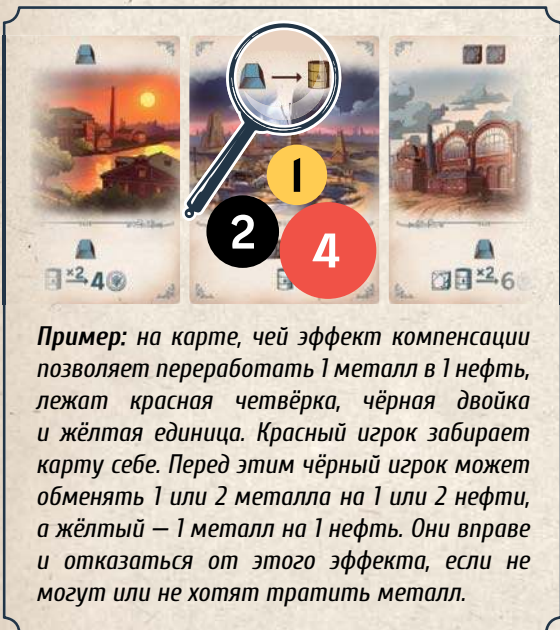 1
2
4
×2 4
×2 6
Пример: на карте, чей эффект компенсации
позволяет переработать 1 металл в 1 нефть,
лежат красная четвёрка, чёрная двойка
и жёлтая единица. Красный игрок забирает
карту себе. Перед этим чёрный игрок может
обменять 1 или 2 металла на 1 или 2 нефти,
а жёлтый — 1 металл на 1 нефть. Они вправе
и отказаться от этого эффекта, если не
могут или не хотят тратить металл.